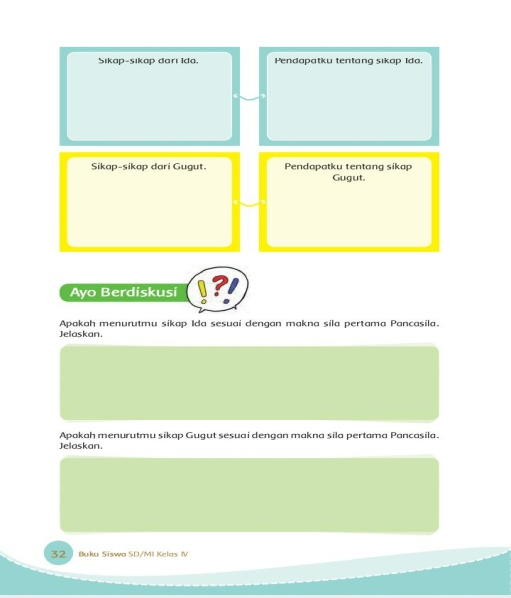 Sikap-sikap dari Ida.
Pendapatku tentang sikap Ida.
Sikap-sikap dari Gugut.
Pendapatku tentang sikap
Gugut.
Ayo Berdiskusi
Apakah menurutmu sikap Ida sesuai dengan makna sila pertama Pancasila.
Jelaskan.
Apakah menurutmu sikap Gugut sesuai dengan makna sila pertama Pancasila.
Jelaskan.
32 Buku Siswa SD/MI Kelas IV